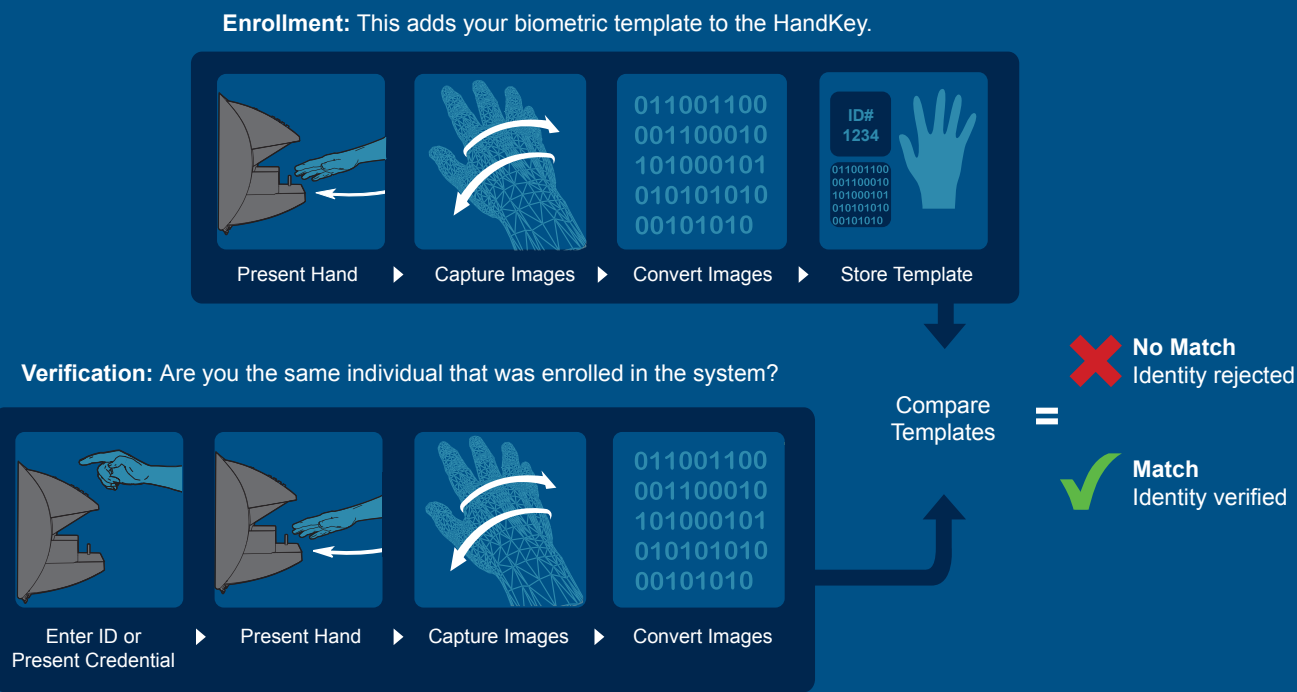 Enrollment: This adds your biometric template to the HandKey.
011001100
001100010
101000101
010101010
00101010
ID#
1234
011001100
001100010
101000101
010101010
00101010
Present Hand
Capture Images
Convert Images
Store Template
Verification: Are you the same individual that was enrolled in the system?
Compare
Templates
=
No Match
Identity rejected
Match
Identity verified
011001100
001100010
101000101
010101010
00101010
Enter ID or
Present Credential
Present Hand
Capture Images
Convert Images